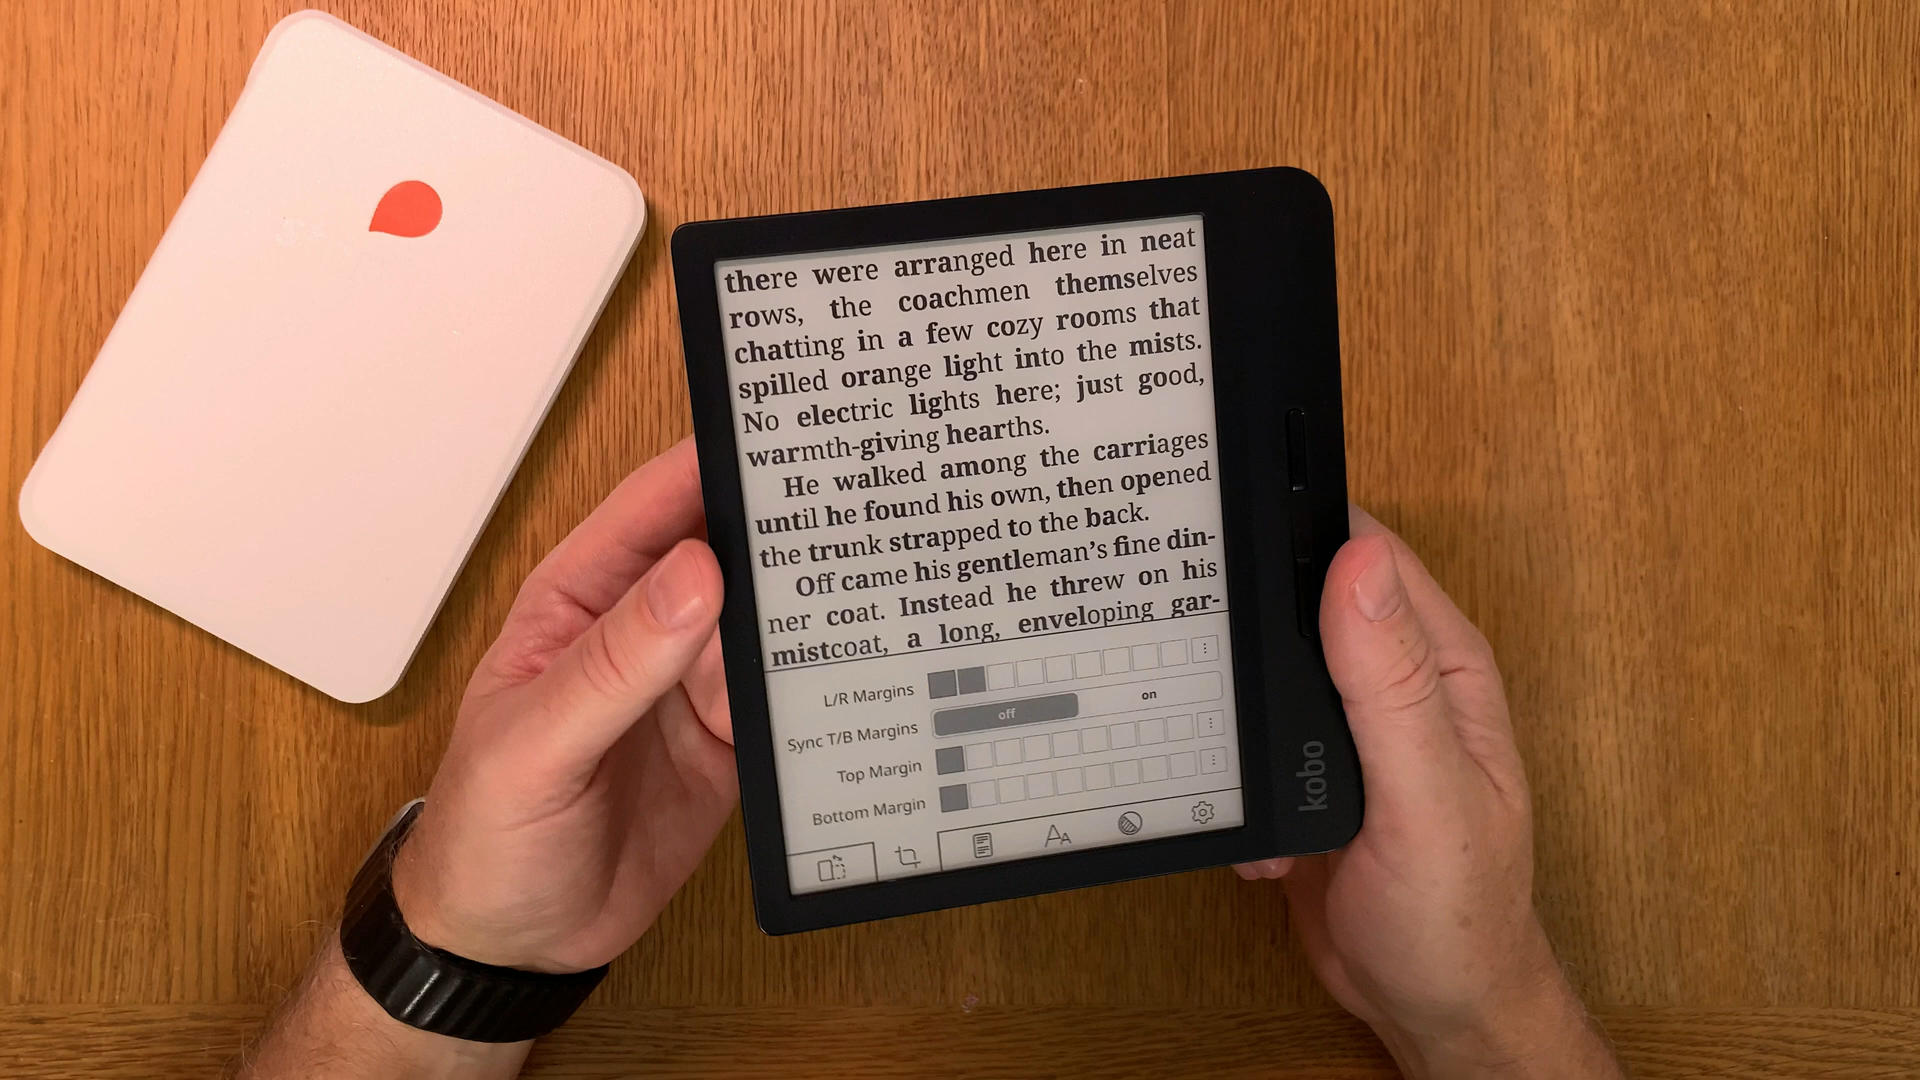 there were arranged here in neat
rows, the coachmen themselves
chatting in a few cozy rooms that
spilled orange light into the mists.
No electric lights here; just good,
warmth-giving hearths.
He walked among the carriages
until he found his own, then opened
the trunk strapped to the back.
Off came his gentleman’s fine din-
ner coat. Instead he threw on his
mistcoat, a long, enveloping gar-
L/R Margins
Sync T/B Margins off on
Top Margin
Bottom Margin
AA
kobo